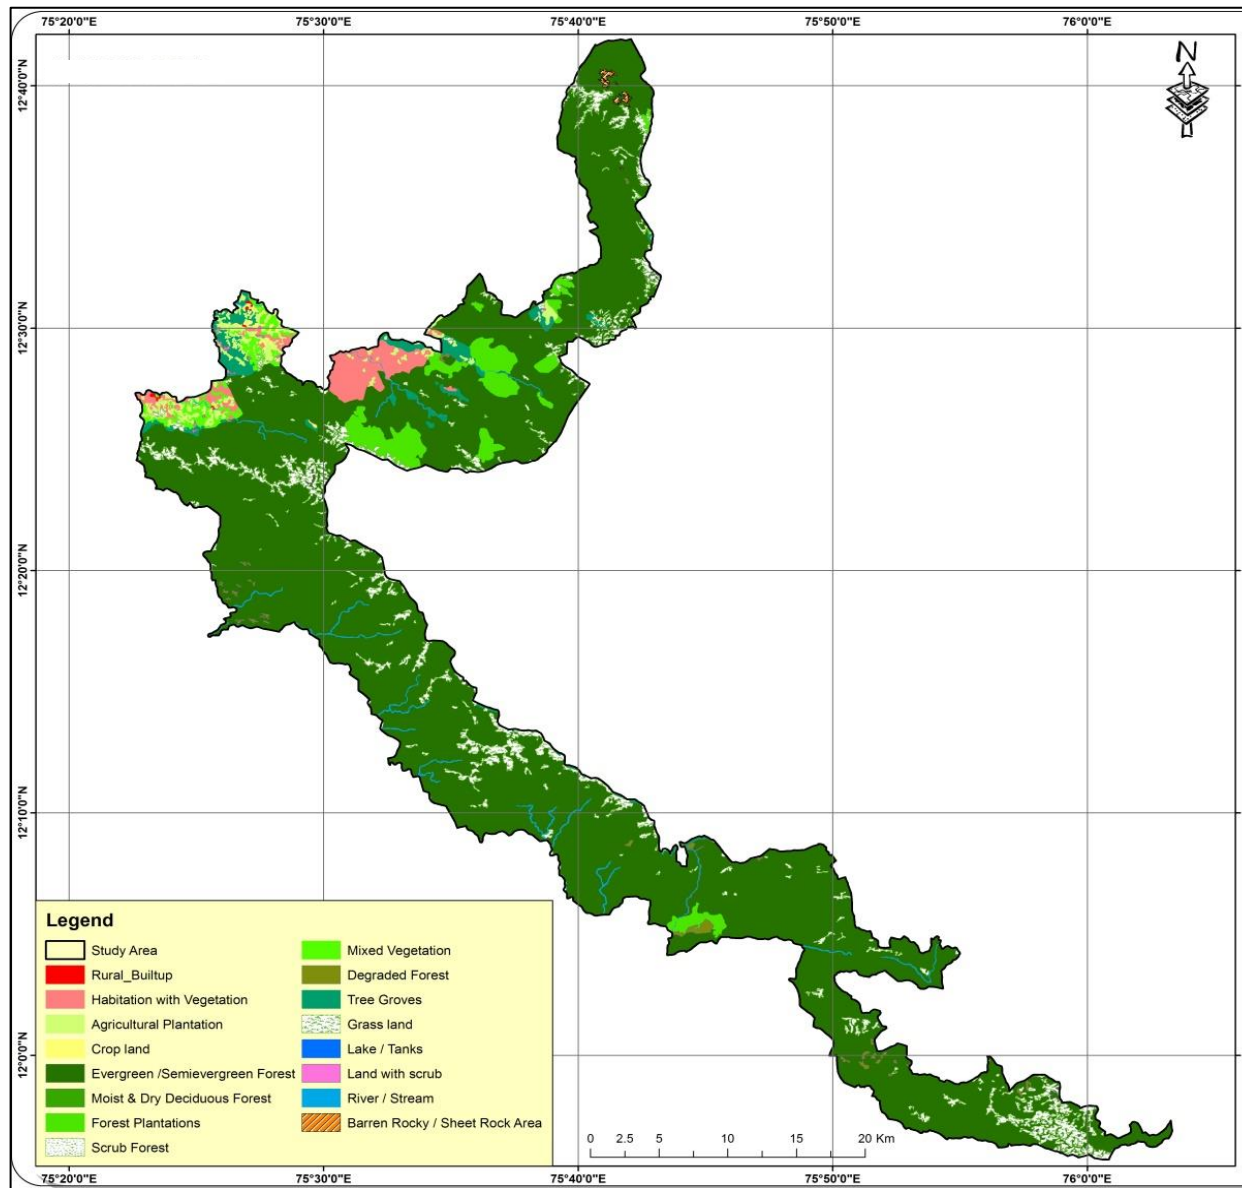 75°20'0"E 75°30'0"E 75°40'0"E 75°50'0"E 76°0'0"E
N
12°40'0"N
12°30'0"N
12°20'0"N
12°10'0"N
12°0'0"N
Legend
Study Area
Rural_Builtup
Habitation with Vegetation
Agricultural Plantation
Crop land
Evergreen /Semievergreen Forest
Moist & Dry Deciduous Forest
Forest Plantations
Scrub Forest
Mixed Vegetation
Degraded Forest
Tree Groves
Grass land
Lake / Tanks
Land with scrub
River / Stream
Barren Rocky / Sheet Rock Area
0 2.5 5 10 15 20 Km
75°20'0"E 75°30'0"E 75°40'0"E 75°50'0"E 76°0'0"E